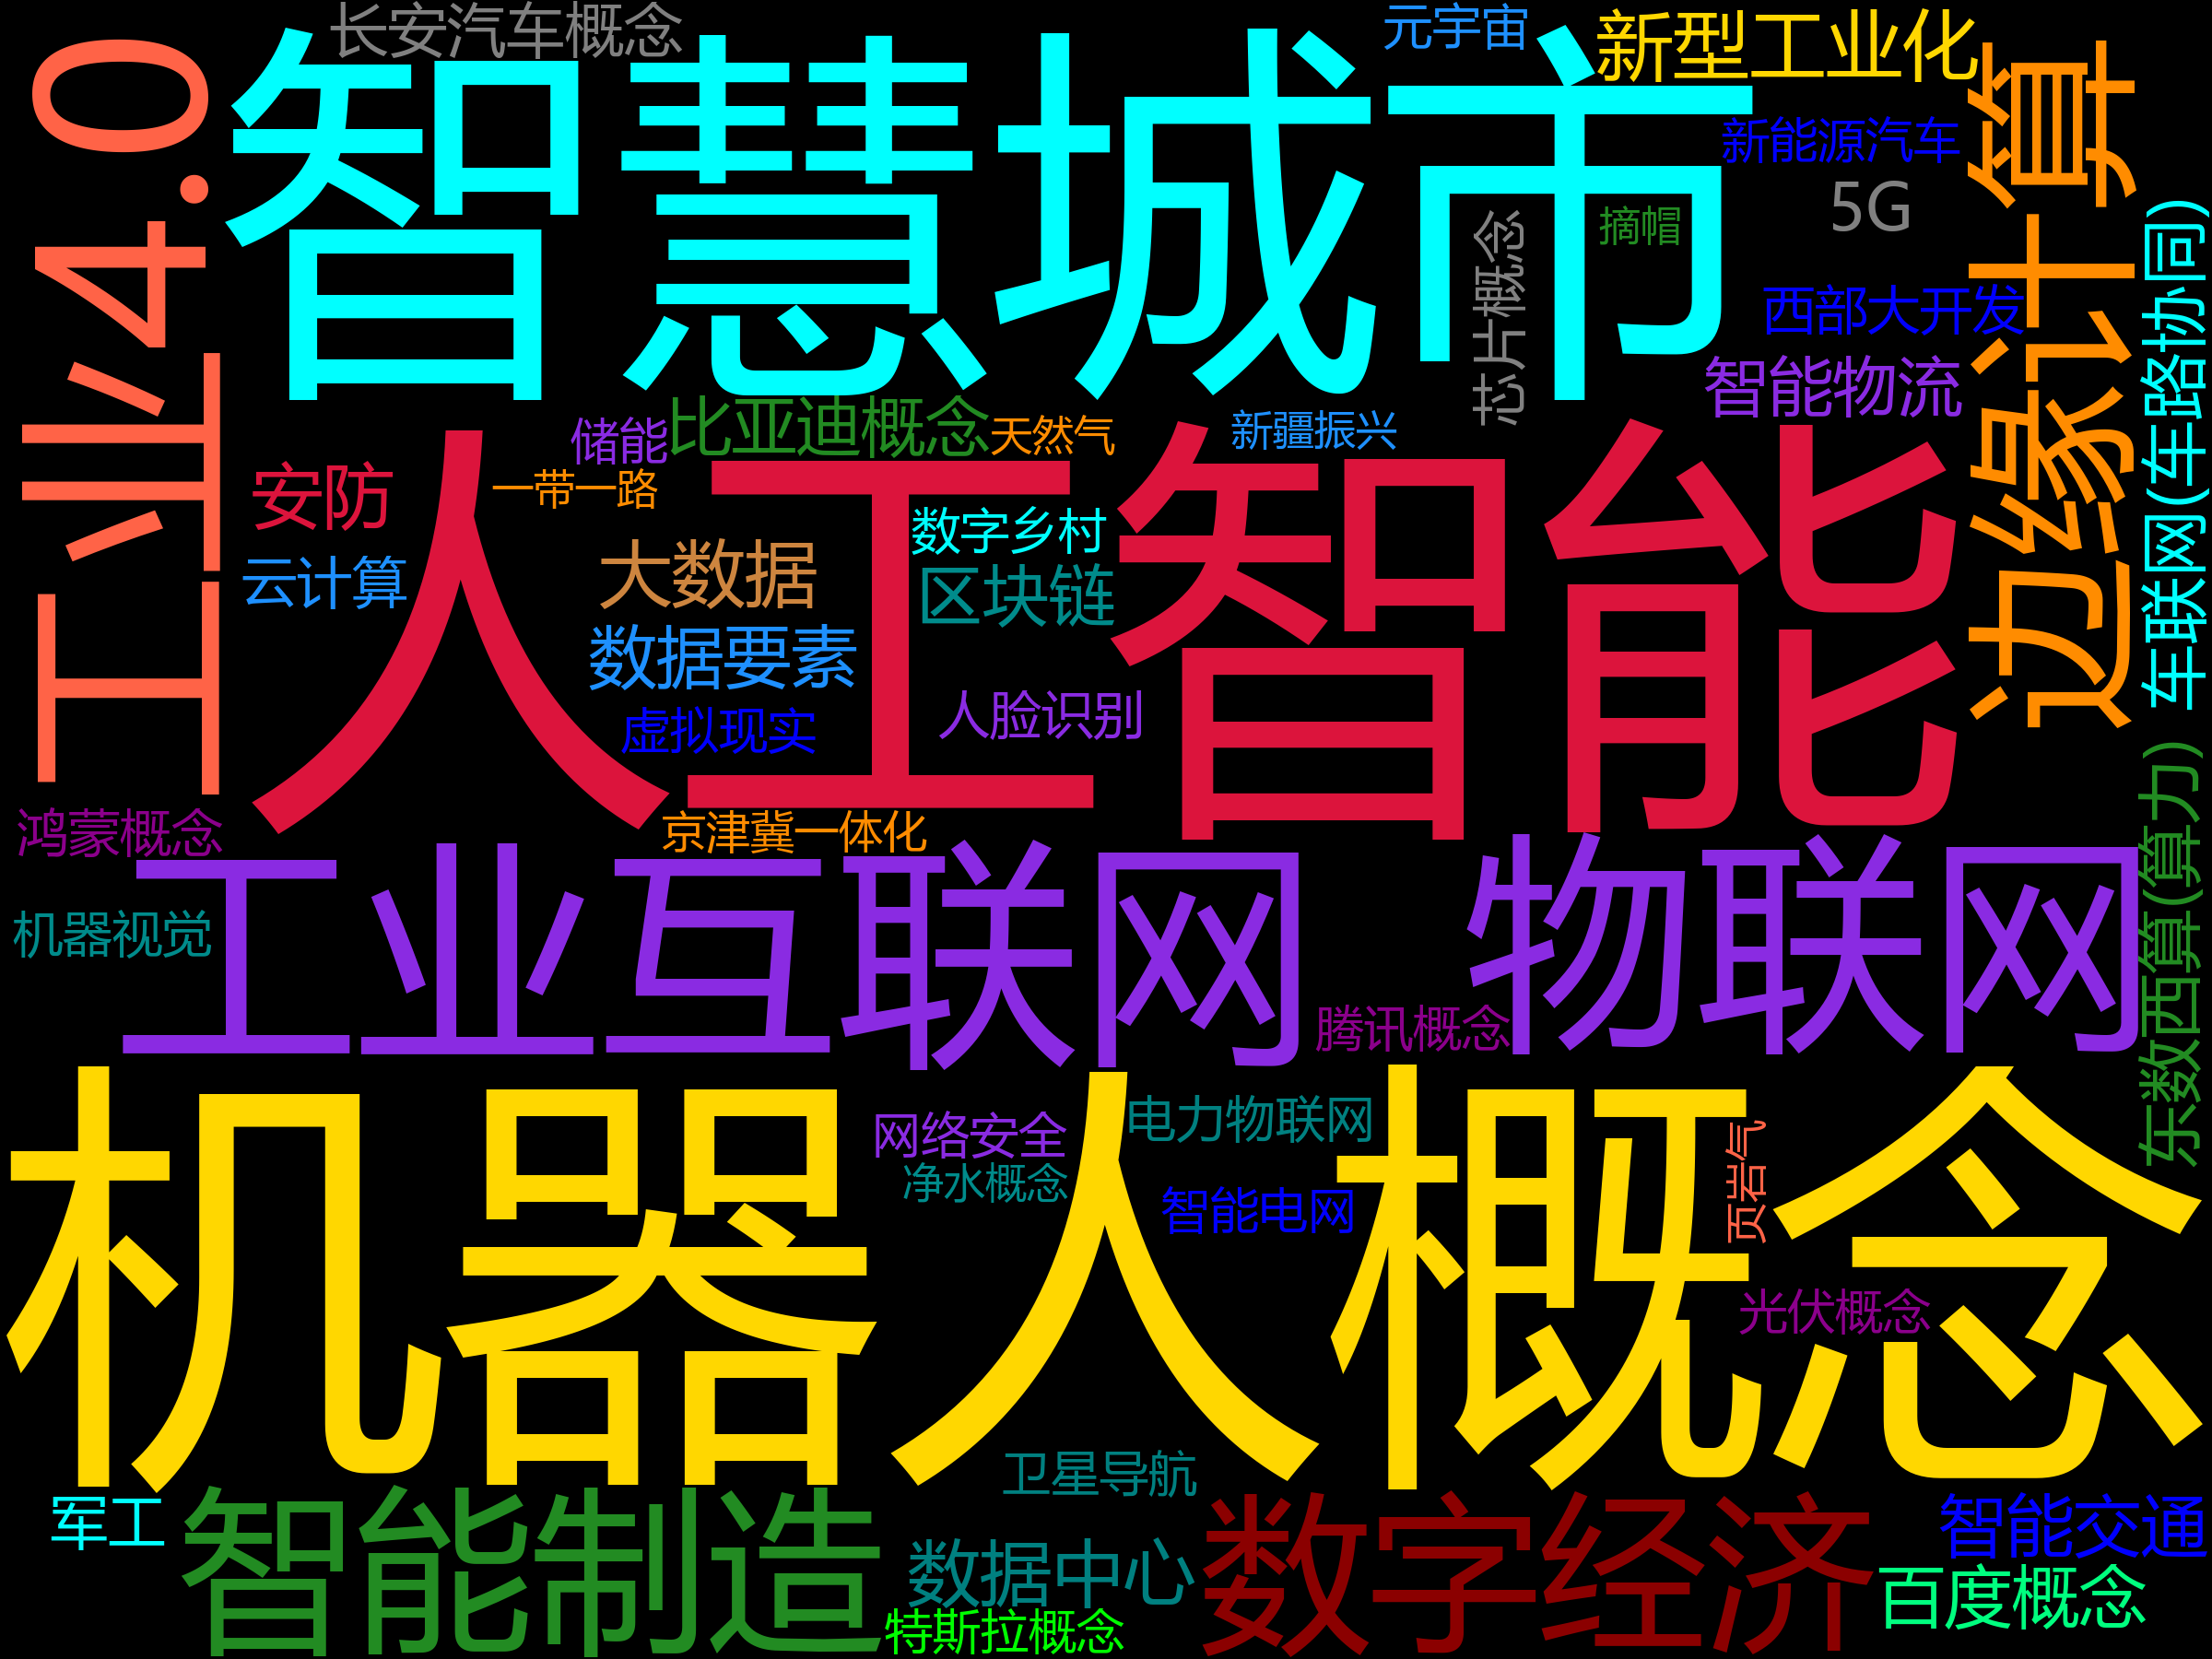 长安汽车概念
元宇宙
新型工业化
智慧城市
工业4.0
边缘计算
新能源汽车
5G
摘帽
芯片概念
车联网(车路协同)
西部大开发
智能物流
储能
比亚迪概念
天然气
新疆振兴
人工智能
安防
一带一路
数字乡村
云计算
大数据
区块链
数据要素
人脸识别
虚拟现实
东数西算(算力)
鸿蒙概念
京津冀一体化
工业互联网
物联网
机器视觉
腾讯概念
机器人概念
网络安全
电力物联网
页岩气
净水概念
智能电网
光伏概念
卫星导航
军工
智能制造
数据中心
数字经济
智能交通
百度概念
特斯拉概念